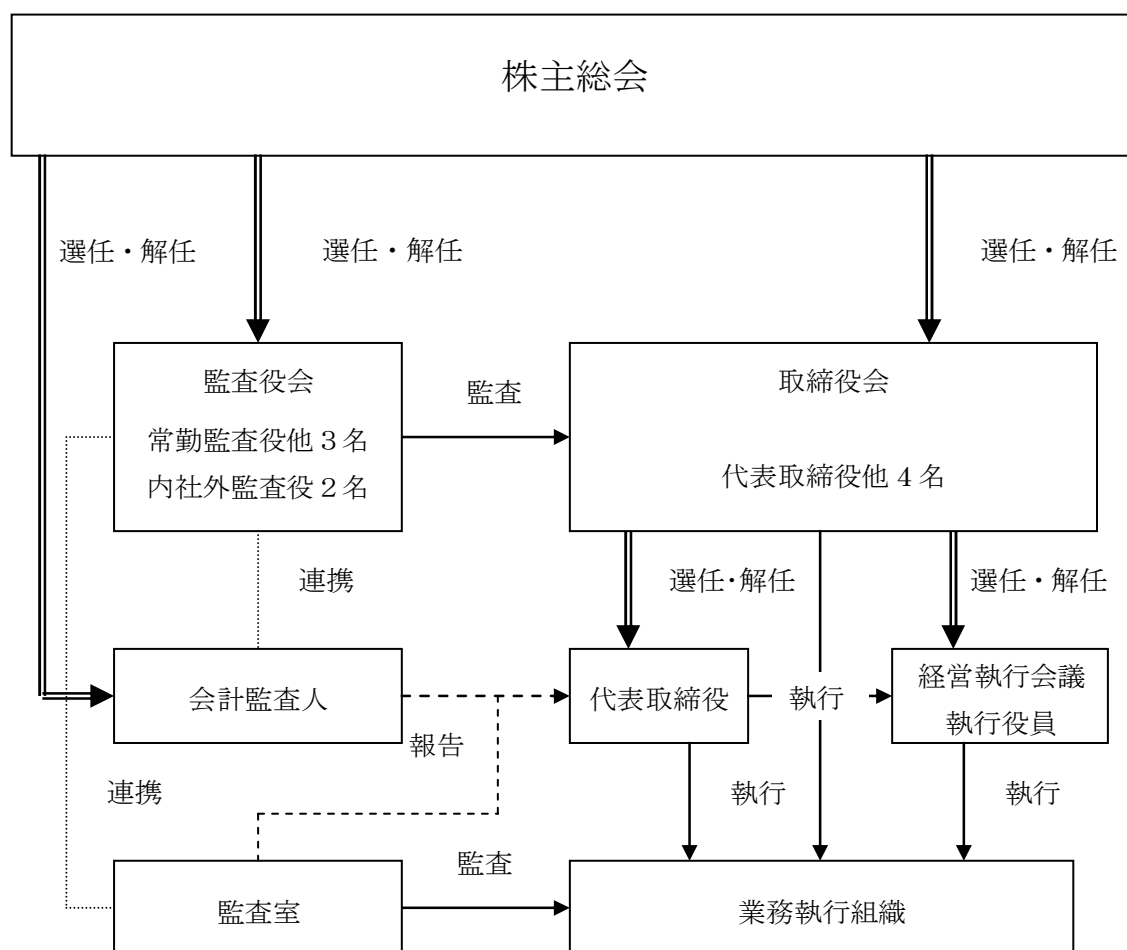 株主総会
選任・解任
選任・解任
選任・解任
監査役会
常勤監査役他３名
内社外監査役２名
監査
取締役会
代表取締役他４名
連携
選任･解任
選任・解任
会計監査人
報告
代表取締役
執行
経営執行会議
執行役員
連携
執行
執行
監査室
監査
業務執行組織